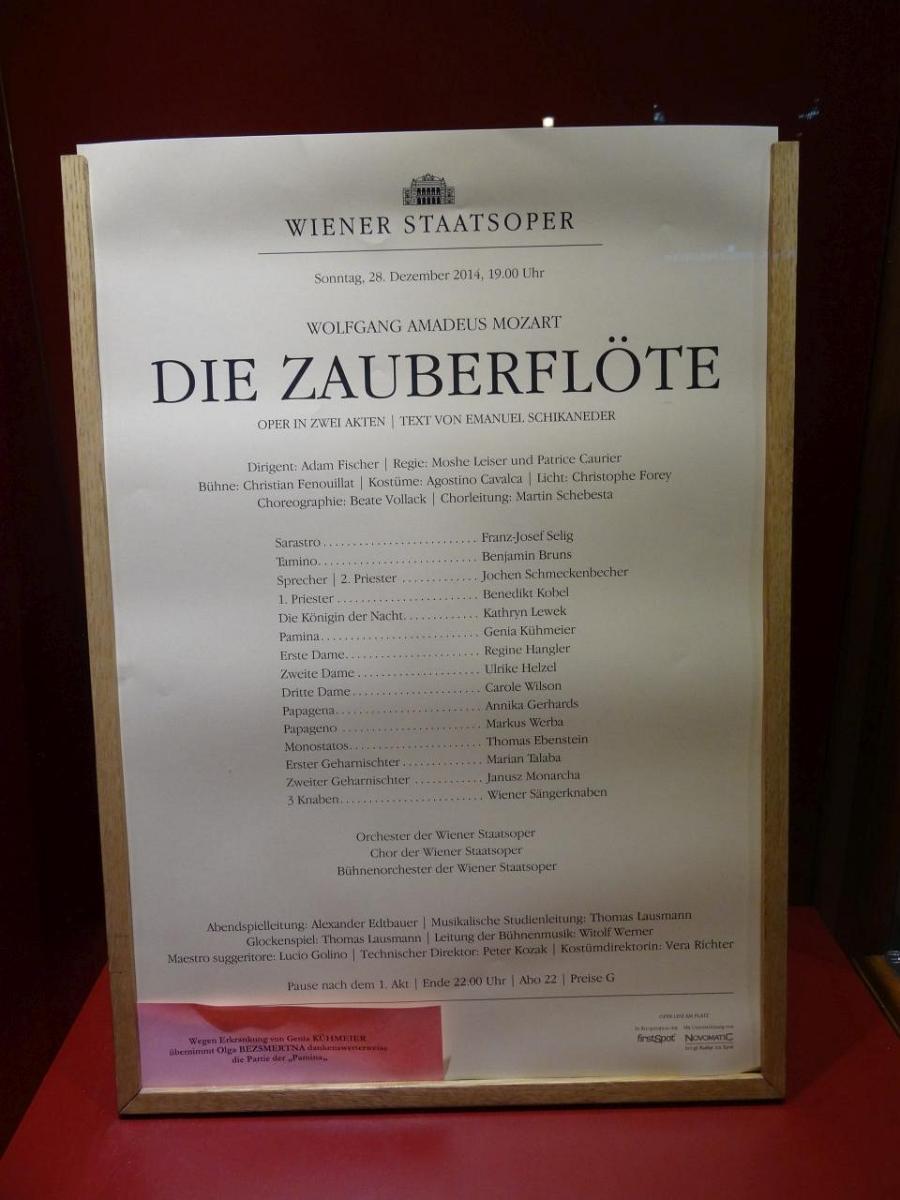 WIENER STAATSOPER
Sonntag, 28. Dezember 2014, 19.00 Uhr
WOLFGANG AMADEUS MOZART
DIE ZAUBERFLÖTE
OPER IN ZWEI AKTEN | TEXT VON EMANUEL SCHIKANEDER
Dirigent: Adam Fischer | Regie: Moshe Leiser und Patrice Caurier
Bühne: Christian Fenouillat | Kostüme: Agostino Cavalca | Licht: Christophe Forey
Choreographie: Beate Vollack | Chorleitung: Martin Schebesta
Sarastro.......................... Franz-Josef Selig
Tamino........................... Benjamin Bruns
Sprecher | 2. Priester ............. Jochen Schmeckenbecher
1. Priester ........................ Benedikt Kobel
Die Königin der Nacht............. Kathryn Lewek
Pamina........................... Genia Kühmeier
Erste Dame....................... Regine Hangler
Zweite Dame ..................... Ulrike Helzel
Dritte Dame...................... Carole Wilson
Papagena......................... Annika Gerhards
Papageno ........................ Markus Werba
Monostatos....................... Thomas Ebenstein
Erster Geharnischter .............. Marian Talaba
Zweiter Geharnischter ............ Janusz Monarcha
3 Knaben......................... Wiener Sängerknaben
Orchester der Wiener Staatsoper
Chor der Wiener Staatsoper
Bühnenorchester der Wiener Staatsoper
Abendspielleitung: Alexander Edtbauer | Musikalische Studienleitung: Thomas Lausmann
Glockenspiel: Thomas Lausmann | Leitung der Bühnenmusik: Witolf Werner
Maestro suggeritore: Lucio Golino | Technischer Direktor: Peter Kozak | Kostümdirektorin: Vera Richter
Pause nach dem 1. Akt | Ende 22.00 Uhr | Abo 22 | Preise G
Wegen Erkrankung von Genia KÜHMEIER
übernimmt Olga BEZSMERTNA dankenswerterweise
die Partie der „Pamina„
OPER LIVE AM PLATZ
firstSpot NOVOMATIC